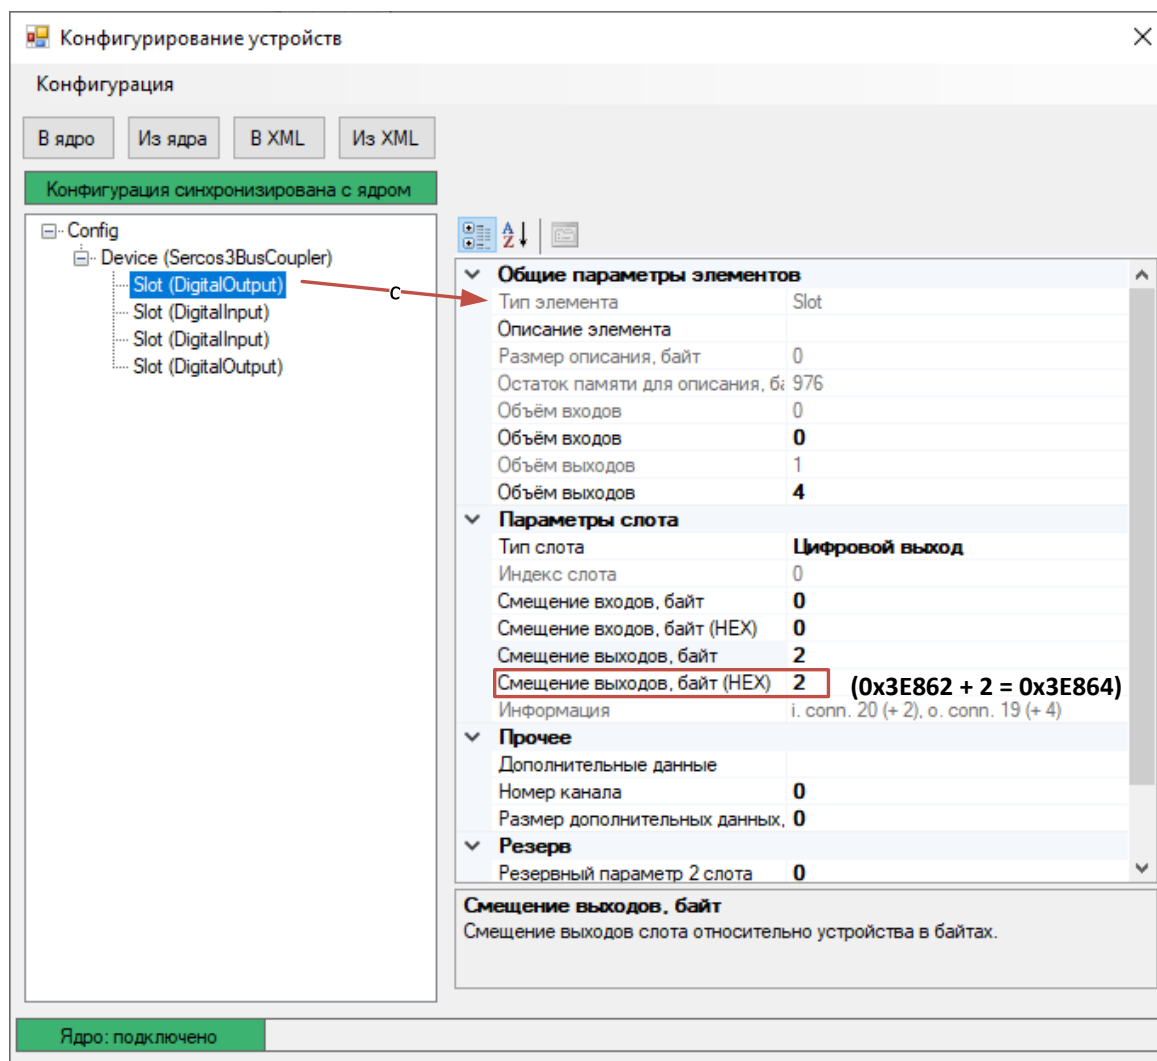 Конфигурирование устройств
Конфигурация
В ядро Из ядра В XML Из XML
Конфигурация синхронизирована с ядром
Config
Device (Sercos3BusCoupler)
Slot (DigitalOutput)
Slot (DigitalInput)
Slot (DigitalInput)
Slot (DigitalOutput)
с
Общие параметры элементов
Тип элемента Slot
Описание элемента
Размер описания, байт 0
Остаток памяти для описания, ба 976
Объём входов 0
Объём входов 0
Объём выходов 1
Объём выходов 4
Параметры слота
Тип слота Цифровой выход
Индекс слота 0
Смещение входов, байт 0
Смещение входов, байт (HEX) 0
Смещение выходов, байт 2
Смещение выходов, байт (HEX) 2 (0x3E862 + 2 = 0x3E864)
Информация i. conn. 20 (+ 2), o. conn. 19 (+ 4)
Прочее
Дополнительные данные
Номер канала 0
Размер дополнительных данных, 0
Резерв
Резервный параметр 2 слота 0
Смещение выходов, байт
Смещение выходов слота относительно устройства в байтах.
Ядро: подключено